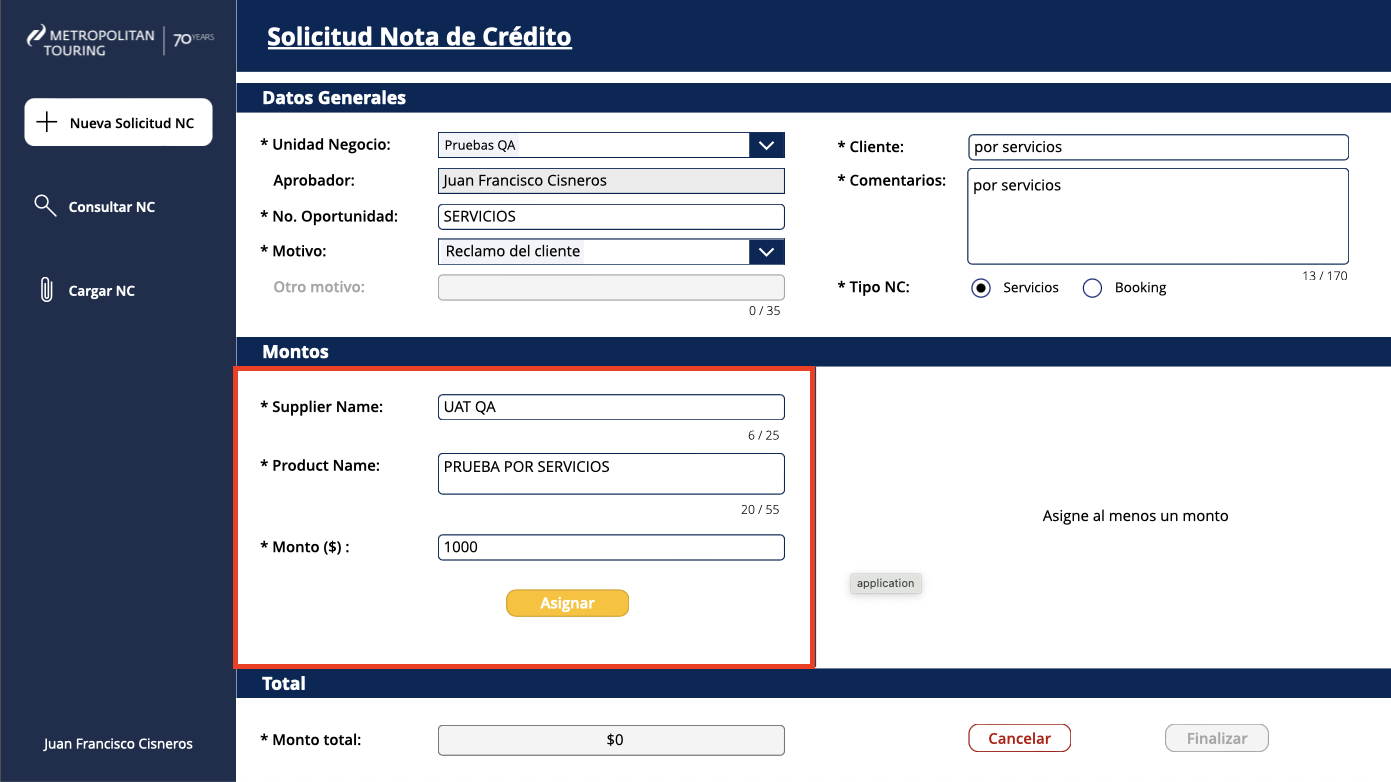 METROPOLITAN
TOURING
70 YEARS
Nueva Solicitud NC
Consultar NC
Cargar NC
Juan Francisco Cisneros
Solicitud Nota de Crédito
Datos Generales
* Unidad Negocio: Pruebas QA
Aprobador: Juan Francisco Cisneros
* No. Oportunidad: SERVICIOS
* Motivo: Reclamo del cliente
Otro motivo:
0 / 35
* Cliente: por servicios
* Comentarios: por servicios
13 / 170
* Tipo NC: Servicios Booking
Montos
* Supplier Name: UAT QA
6 / 25
* Product Name: PRUEBA POR SERVICIOS
20 / 55
* Monto ($) : 1000
Asignar
Asigne al menos un monto
application
Total
* Monto total: $0
Cancelar Finalizar